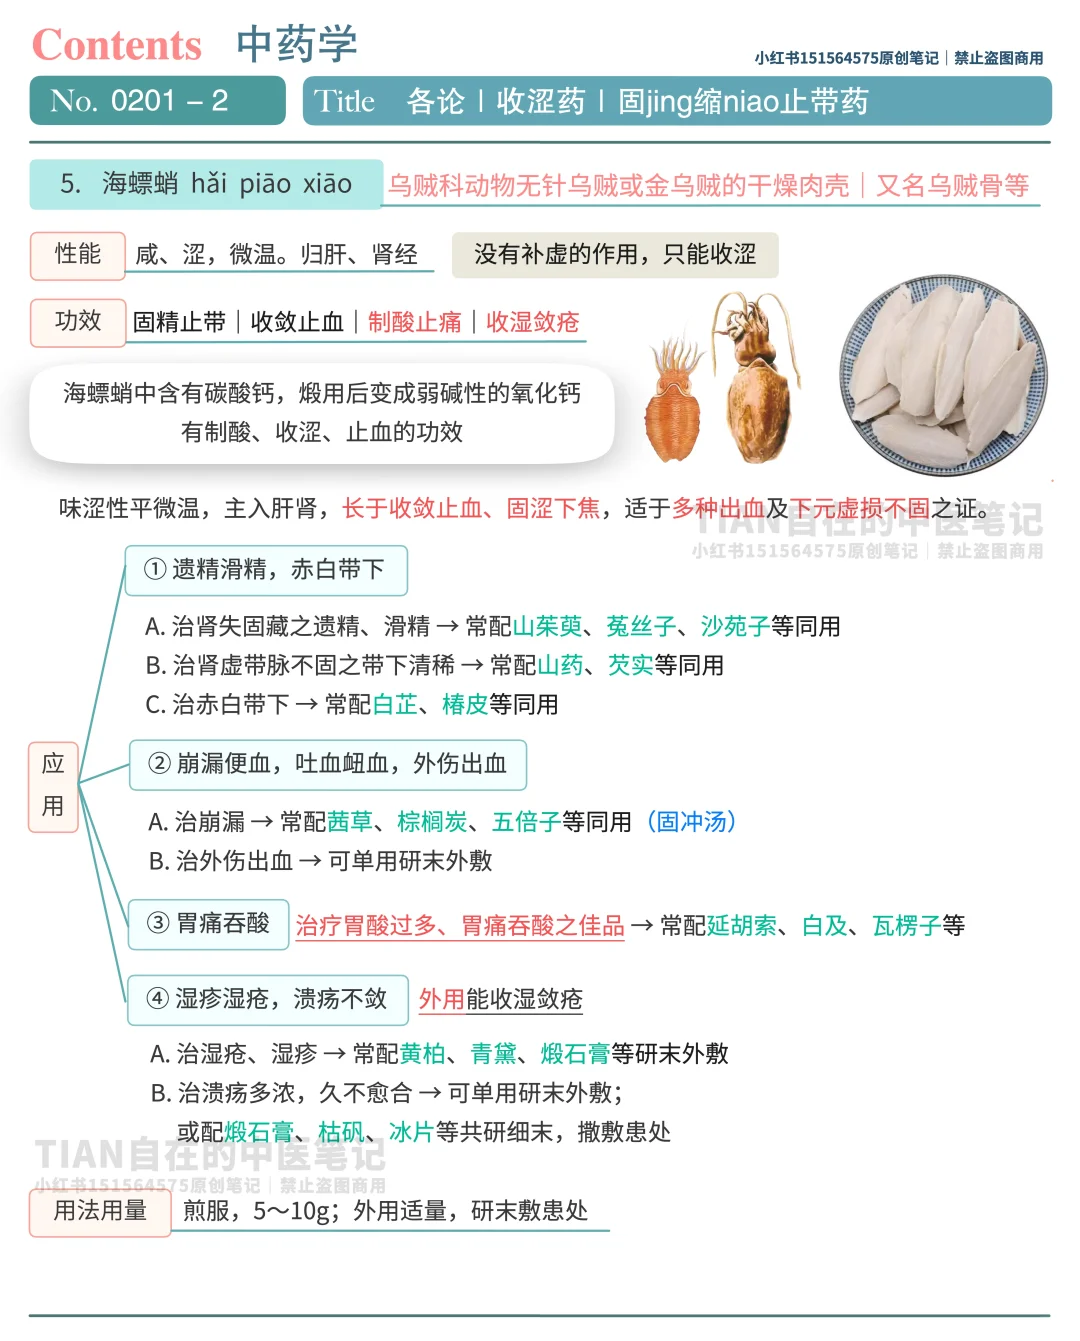 Contents 中药学
小红书151564575原创笔记｜禁止盗图商用
No. 0201 – 2
Title 各论｜收涩药｜固jing缩niao止带药
5. 海螵蛸 hǎi piāo xiāo 乌贼科动物无针乌贼或金乌贼的干燥肉壳｜又名乌贼骨等
性能 咸、涩，微温。归肝、肾经 没有补虚的作用，只能收涩
功效 固精止带｜收敛止血｜制酸止痛｜收湿敛疮
海螵蛸中含有碳酸钙，煅用后变成弱碱性的氧化钙
有制酸、收涩、止血的功效
味涩性平微温，主入肝肾，长于收敛止血、固涩下焦，适于多种出血及下元虚损不固之证。
TIAN自在的中医笔记
小红书151564575原创笔记｜禁止盗图商用
应用
① 遗精滑精，赤白带下
A. 治肾失固藏之遗精、滑精 → 常配山茱萸、菟丝子、沙苑子等同用
B. 治肾虚带脉不固之带下清稀 → 常配山药、芡实等同用
C. 治赤白带下 → 常配白芷、椿皮等同用
② 崩漏便血，吐血衄血，外伤出血
A. 治崩漏 → 常配茜草、棕榈炭、五倍子等同用（固冲汤）
B. 治外伤出血 → 可单用研末外敷
③ 胃痛吞酸 治疗胃酸过多、胃痛吞酸之佳品 → 常配延胡索、白及、瓦楞子等
④ 湿疹湿疮，溃疡不敛 外用能收湿敛疮
A. 治湿疮、湿疹 → 常配黄柏、青黛、煅石膏等研末外敷
B. 治溃疡多浓，久不愈合 → 可单用研末外敷；
或配煅石膏、枯矾、冰片等共研细末，撒敷患处
TIAN自在的中医笔记
小红书151564575原创笔记｜禁止盗图商用
用法用量 煎服，5～10g；外用适量，研末敷患处